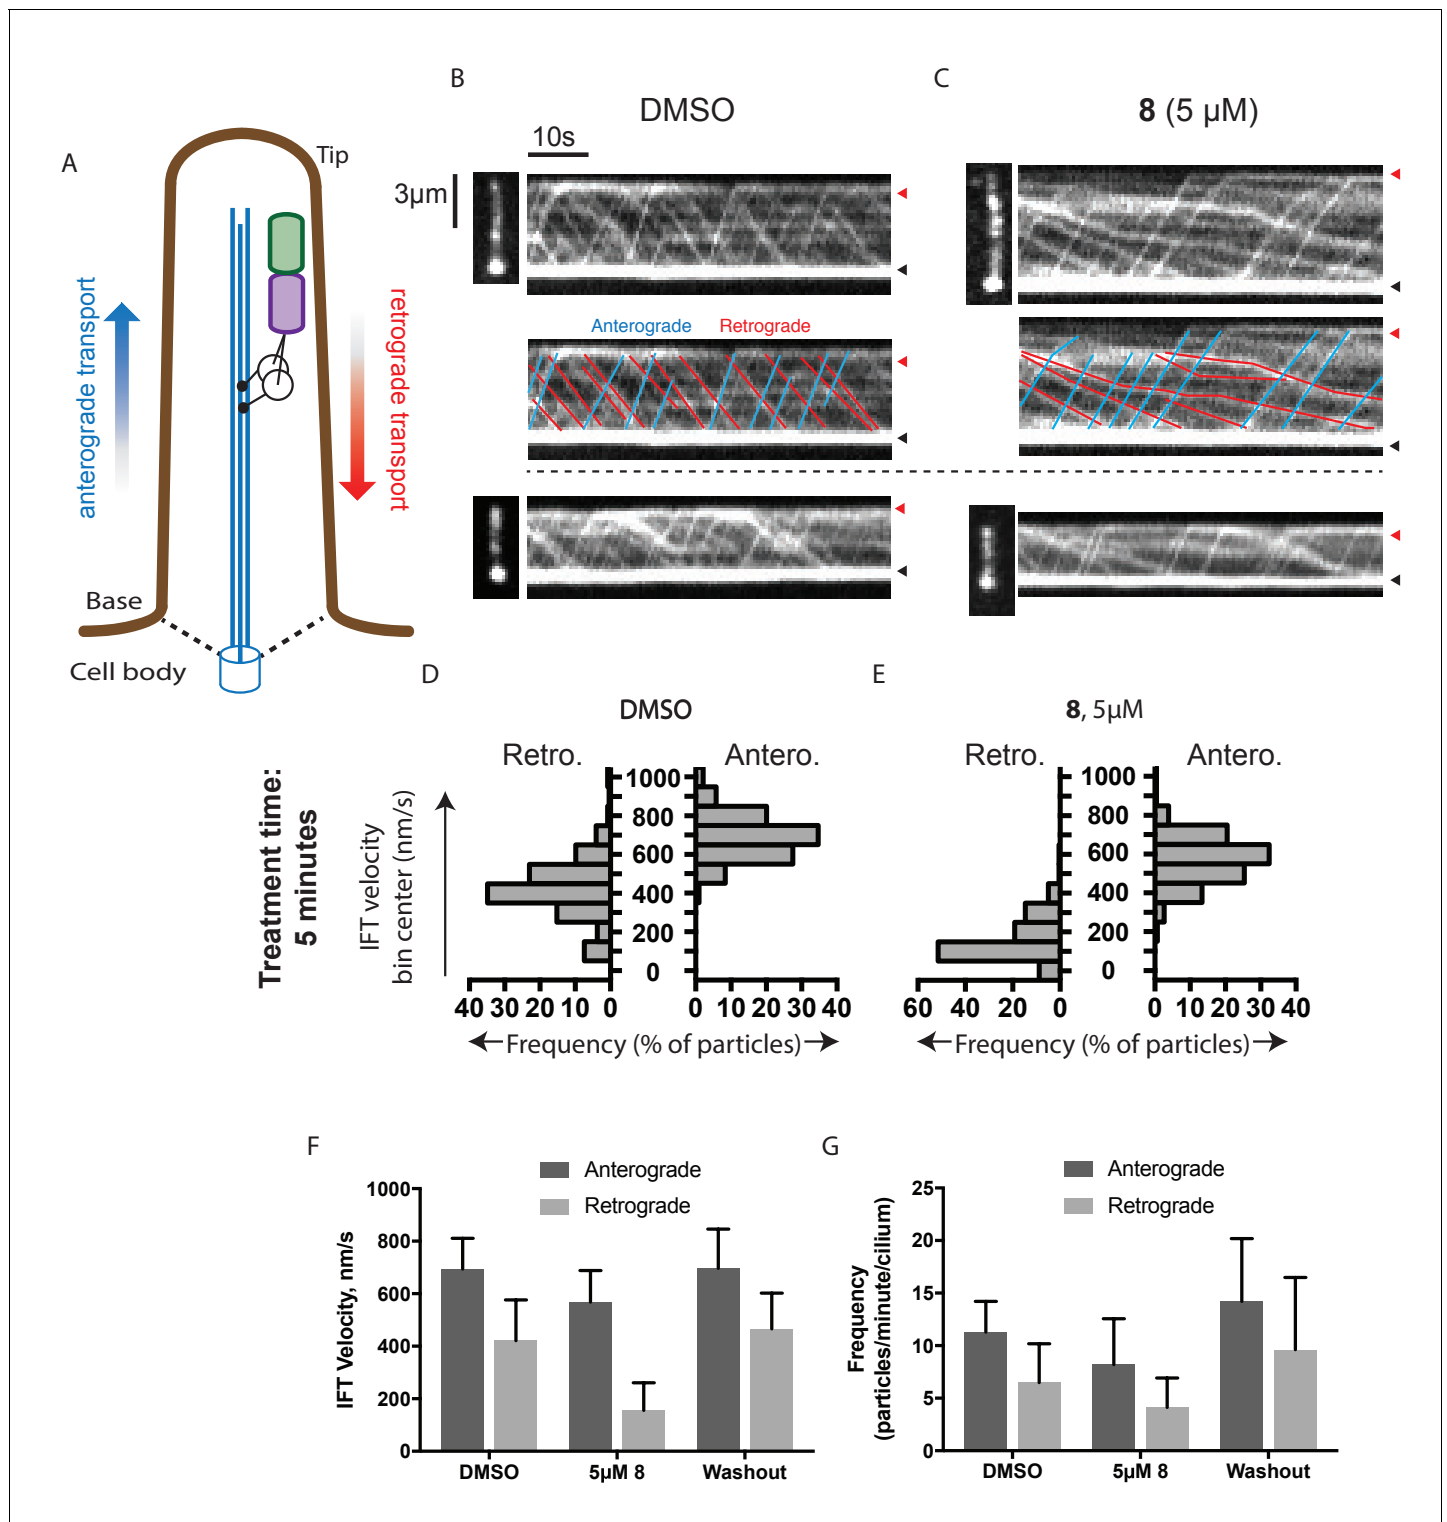 A
Tip
anterograde transport
retrograde transport
Base
Cell body
B
DMSO
10s
3µm
Anterograde Retrograde
C
8 (5 µM)
D
DMSO
Retro. Antero.
Treatment time:
5 minutes
IFT velocity
bin center (nm/s)
1000
800
600
400
200
0
40 30 20 10 0 0 10 20 30 40
Frequency (% of particles)
E
8, 5µM
Retro. Antero.
1000
800
600
400
200
0
60 40 20 0 0 10 20 30 40
Frequency (% of particles)
F
Anterograde
Retrograde
IFT Velocity, nm/s
1000
800
600
400
200
0
DMSO 5µM 8 Washout
G
Anterograde
Retrograde
Frequency
(particles/minute/cilium)
25
20
15
10
5
0
DMSO 5µM 8 Washout